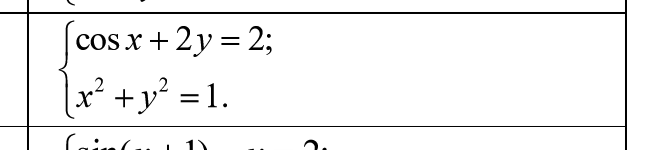 cos x + 2y = 2;
x² + y² = 1.